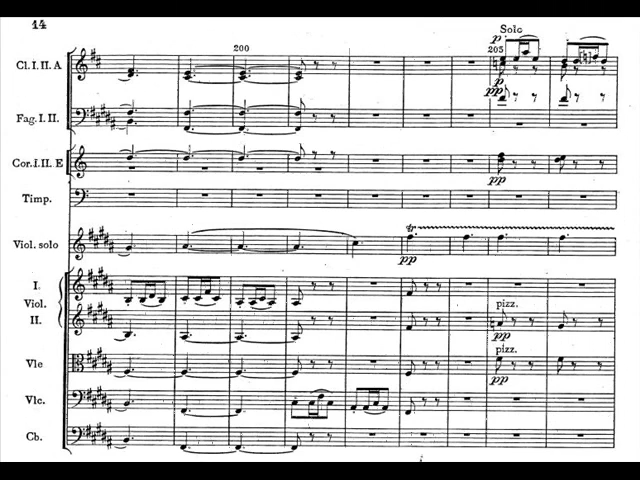 14
200
Solo
205
Cl. I. II. A
pp
Fag. I. II.
Cor. I. II. E
pp
Timp.
Viol. solo
tr
pp
I.
Viol.
II.
pizz.
pp
Vle
pizz.
pp
Vlc.
Cb.